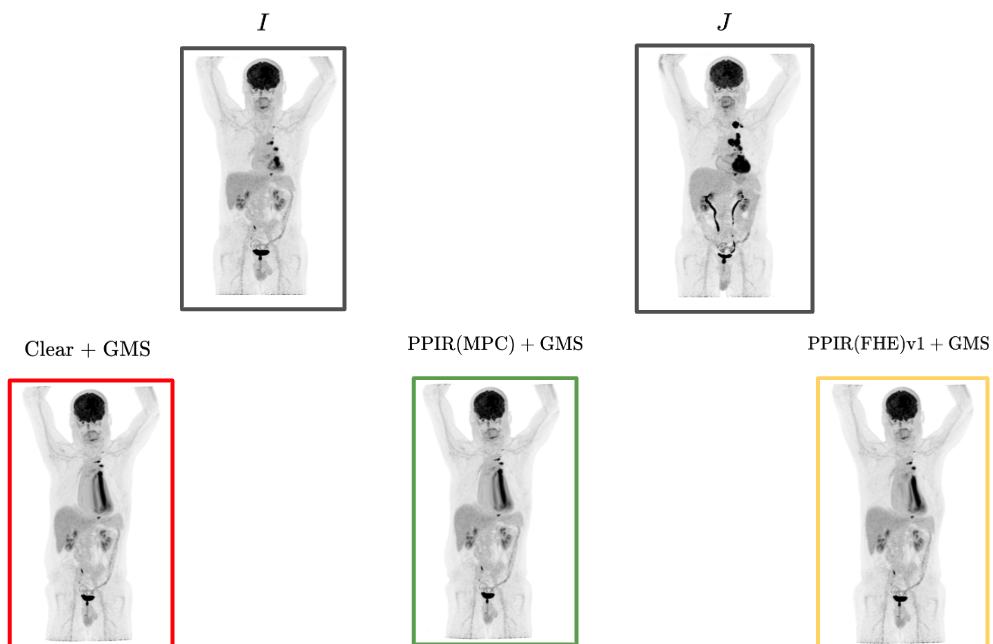 I
J
Clear + GMS
PPIR(MPC) + GMS
PPIR(FHE)v1 + GMS